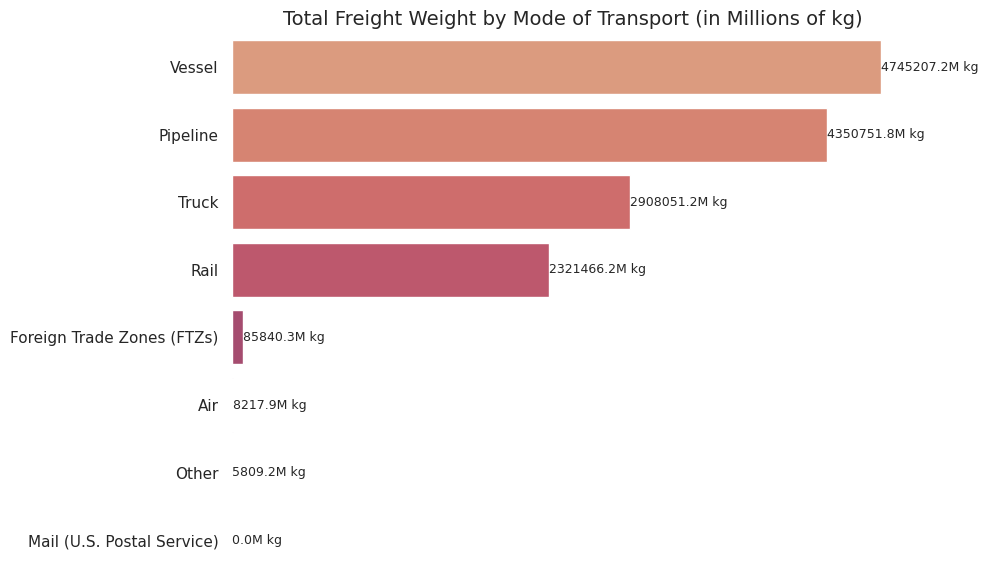 Total Freight Weight by Mode of Transport (in Millions of kg)
Vessel 4745207.2M kg
Pipeline 4350751.8M kg
Truck 2908051.2M kg
Rail 2321466.2M kg
Foreign Trade Zones (FTZs) 85840.3M kg
Air 8217.9M kg
Other 5809.2M kg
Mail (U.S. Postal Service) 0.0M kg